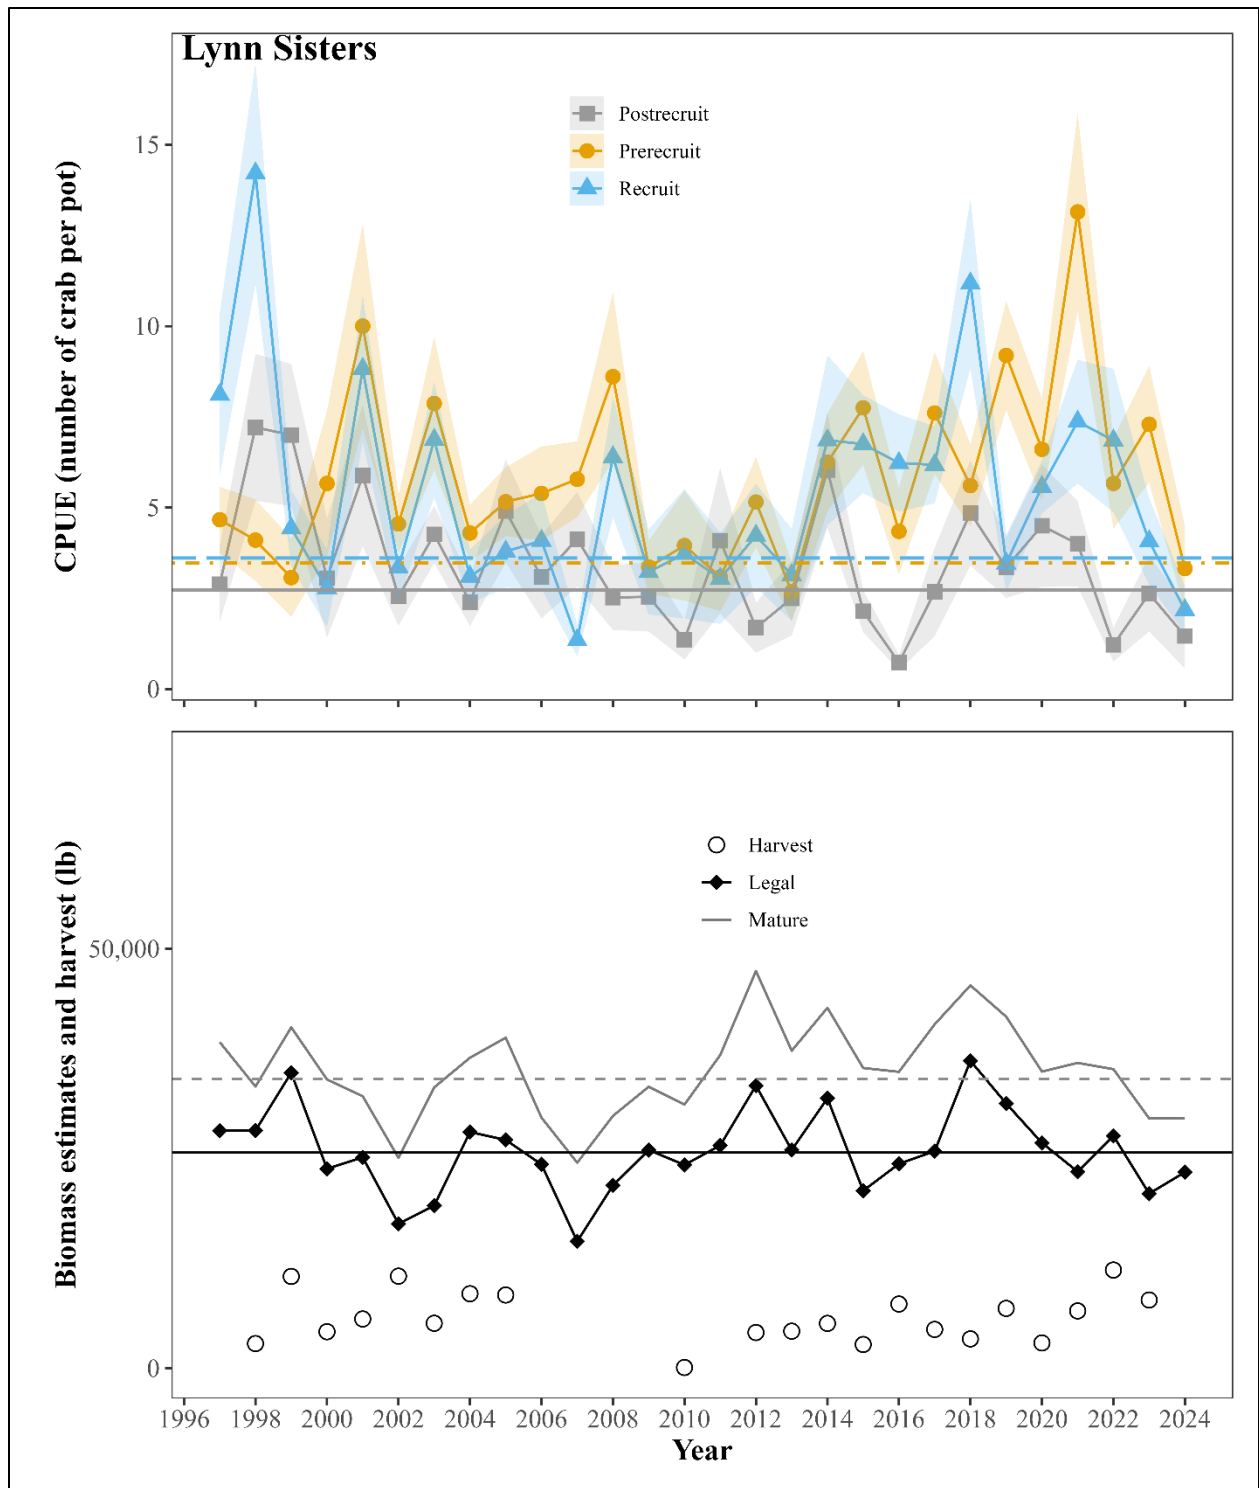 Lynn Sisters
CPUE (number of crab per pot)
15
10
5
0
Postrecruit
Prerecruit
Recruit
Biomass estimates and harvest (lb)
50,000
0
Harvest
Legal
Mature
1996 1998 2000 2002 2004 2006 2008 2010 2012 2014 2016 2018 2020 2022 2024
Year